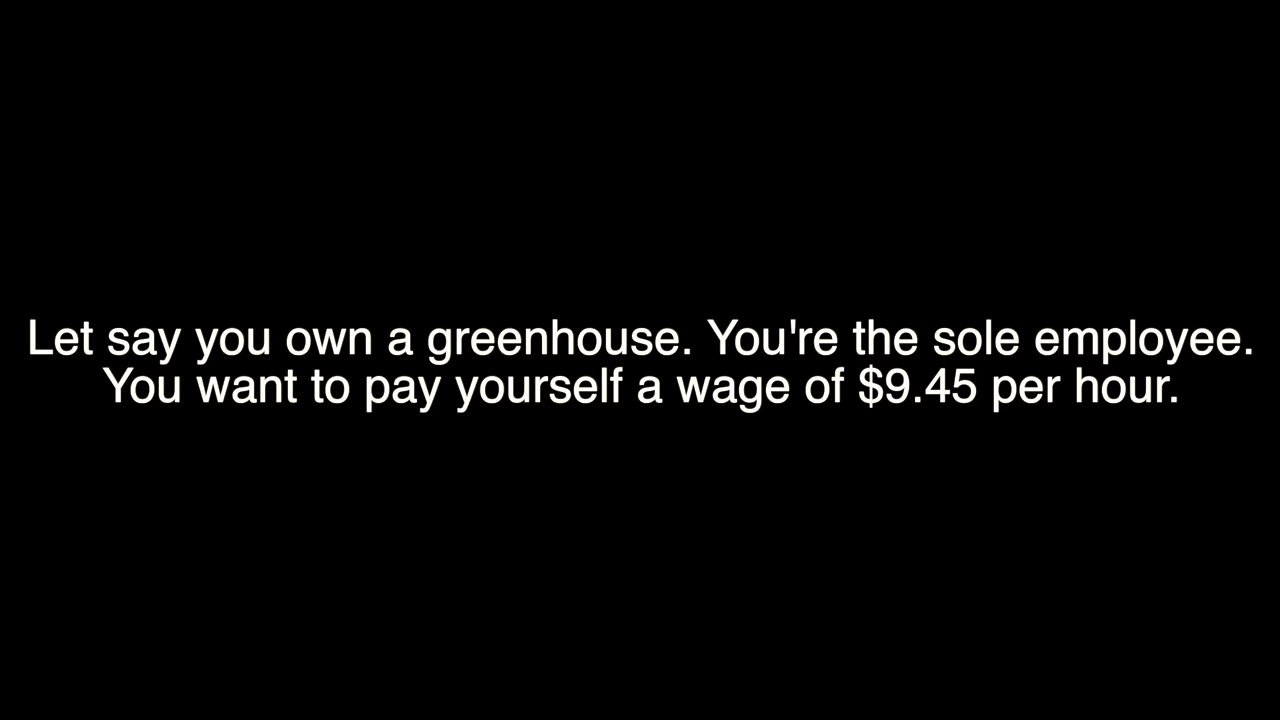 Let say you own a greenhouse. You're the sole employee.
You want to pay yourself a wage of $9.45 per hour.